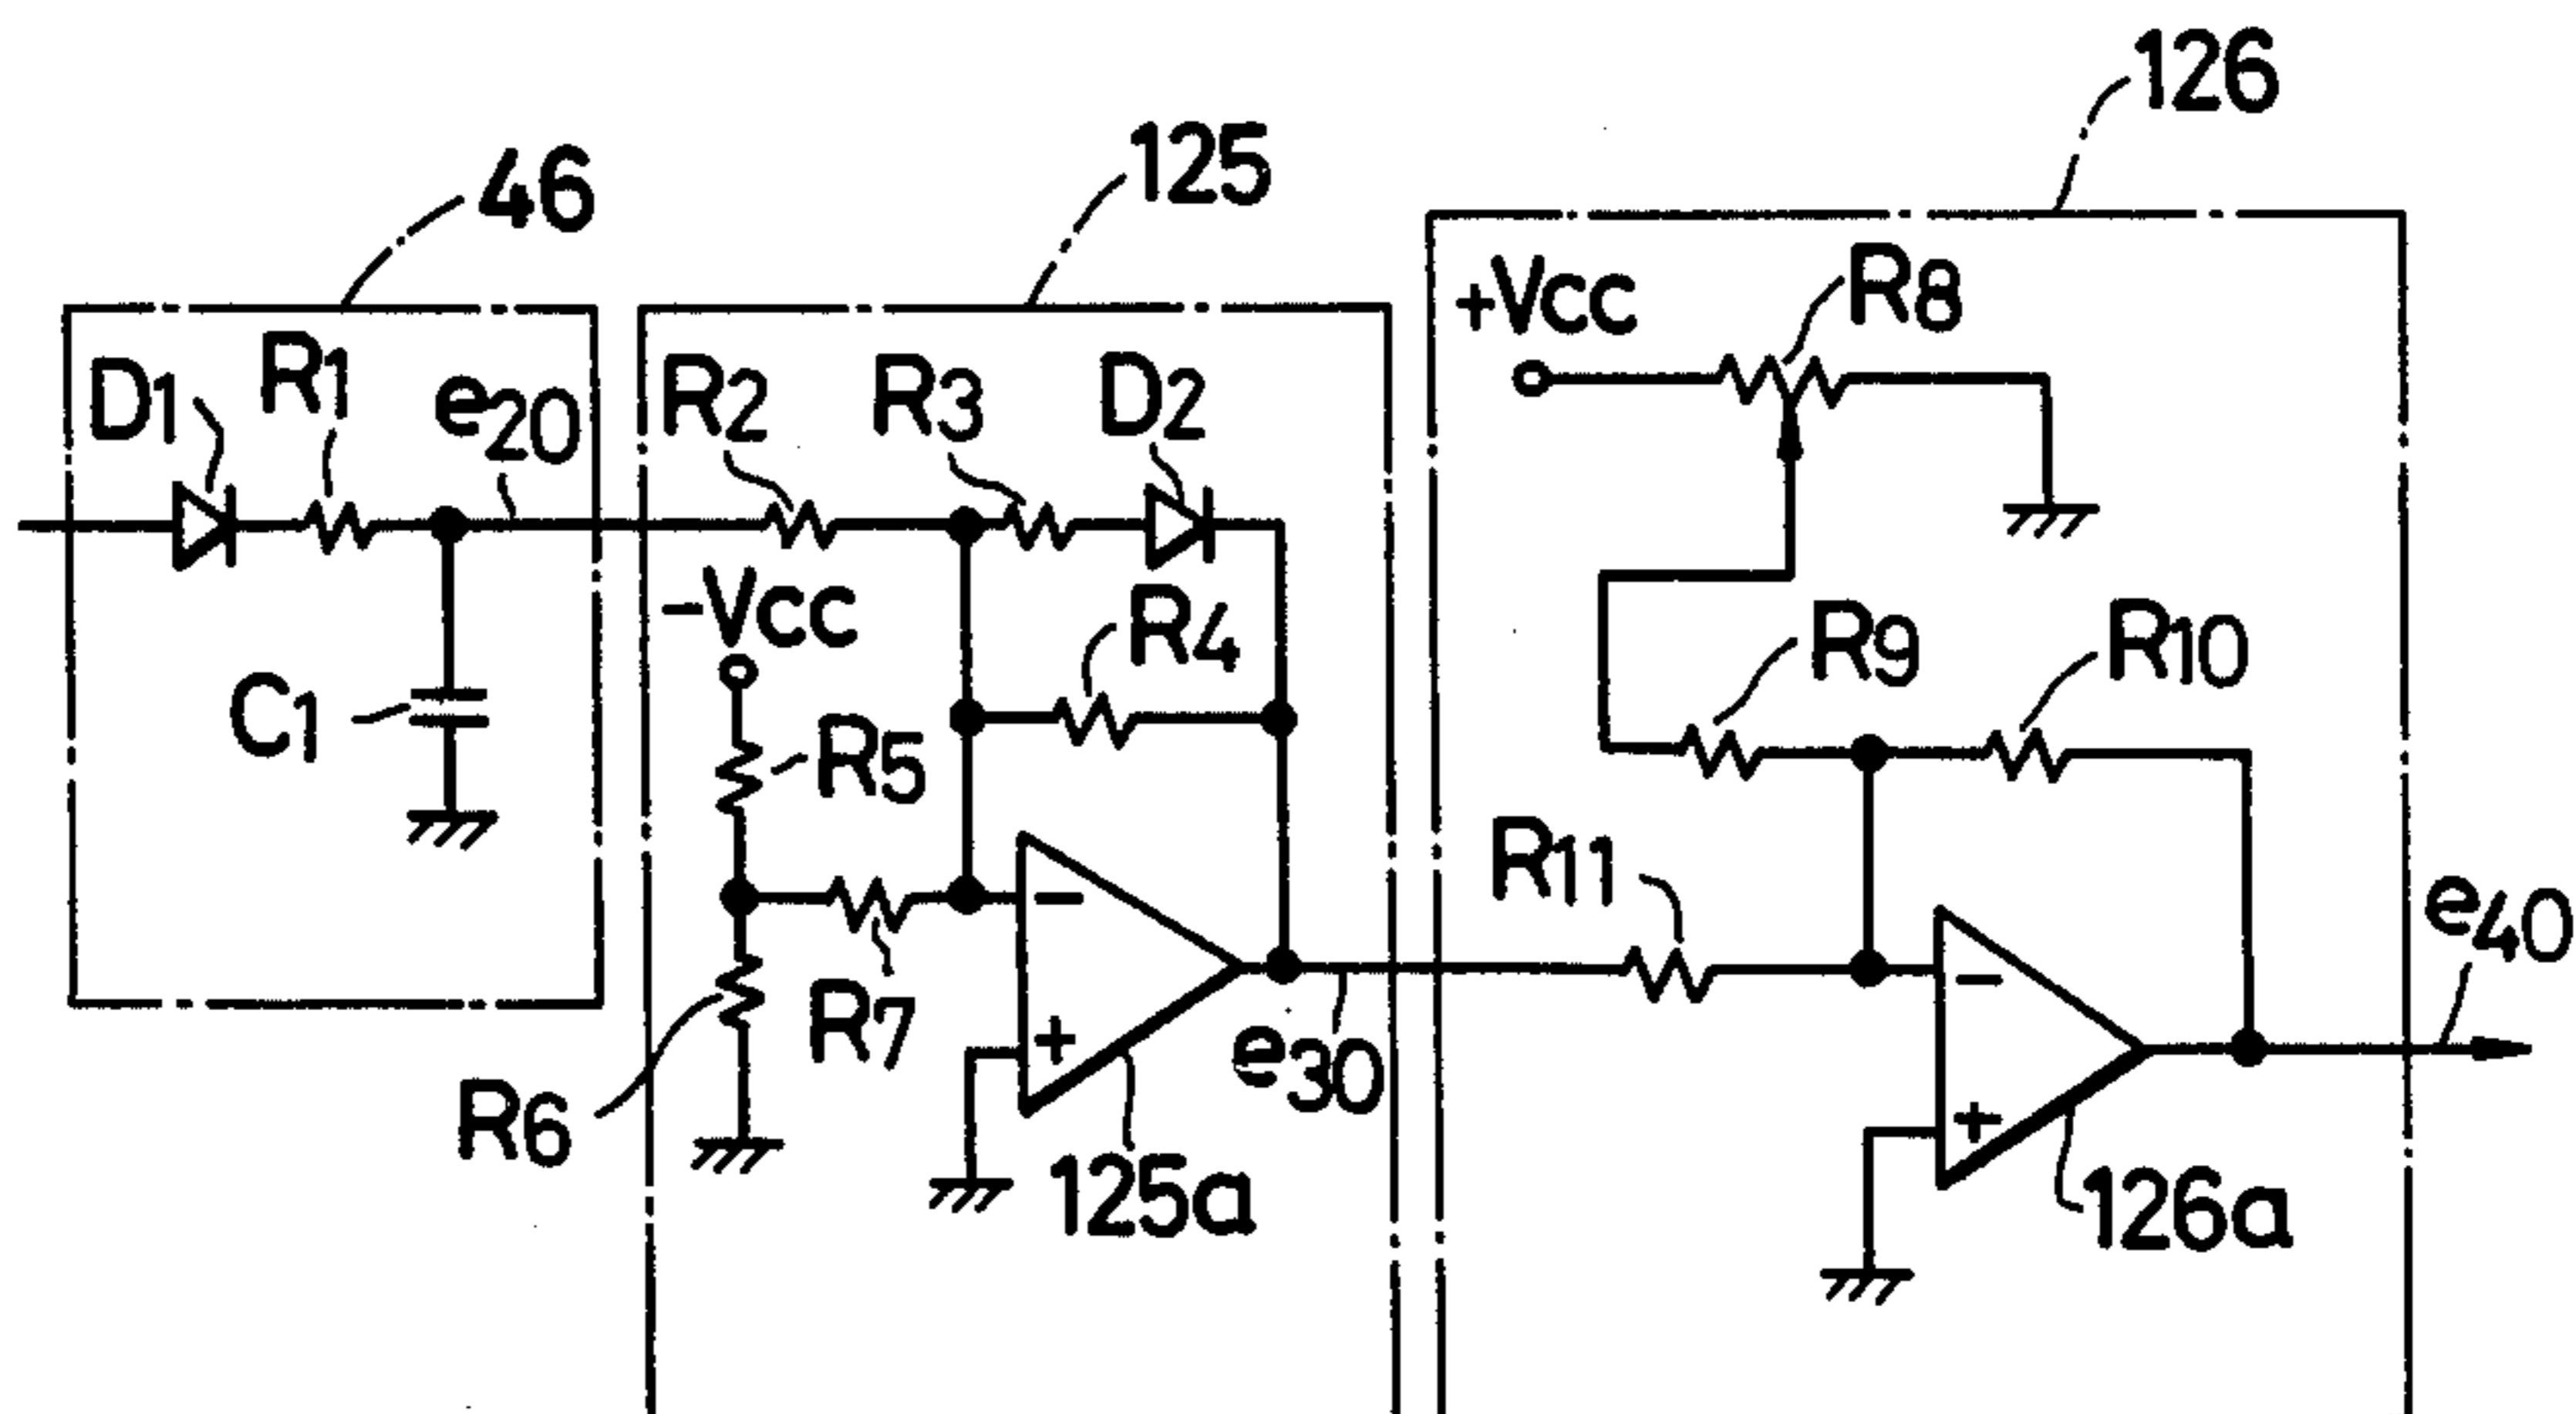 126
125
46
+Vcc
R8
D1
R1
e20
R2
R3
D2
-Vcc
R4
R9
R10
C1
R5
R11
-
R7
e40
-
+
e30
R6
125a
+
126a